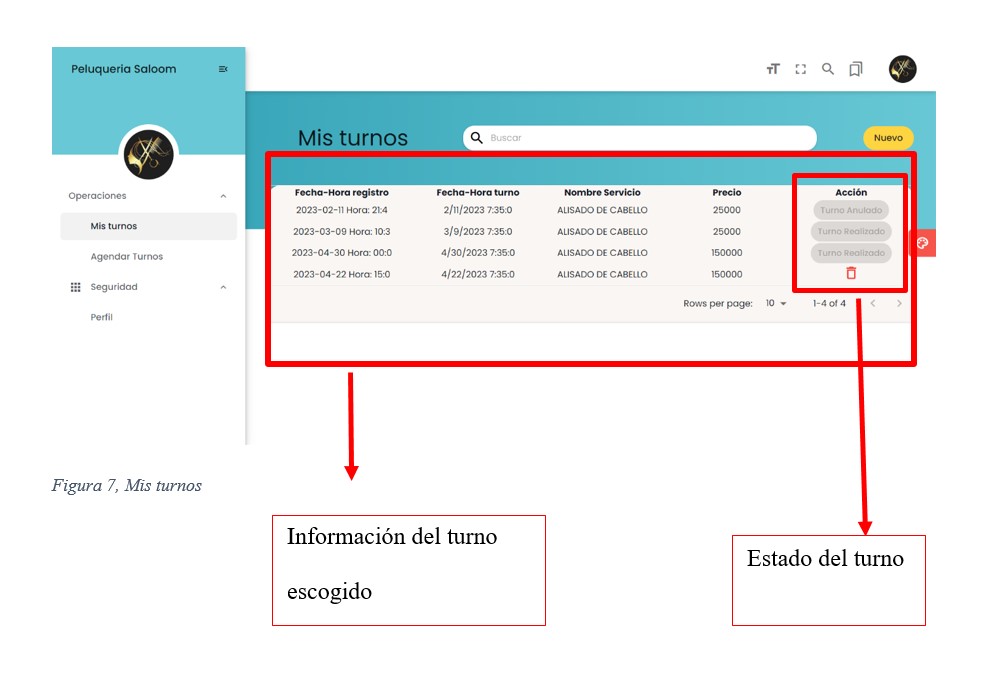 Peluqueria Saloom
Mis turnos
Buscar
Nuevo
Operaciones
Mis turnos
Agendar Turnos
Seguridad
Perfil
Fecha-Hora registro Fecha-Hora turno Nombre Servicio Precio Acción
2023-02-11 Hora: 21:4 2/11/2023 7:35:0 ALISADO DE CABELLO 25000 Turno Anulado
2023-03-09 Hora: 10:3 3/9/2023 7:35:0 ALISADO DE CABELLO 25000 Turno Realizado
2023-04-30 Hora: 00:0 4/30/2023 7:35:0 ALISADO DE CABELLO 150000 Turno Realizado
2023-04-22 Hora: 15:0 4/22/2023 7:35:0 ALISADO DE CABELLO 150000
Rows per page: 10 1-4 of 4
Figura 7, Mis turnos
Información del turno
escogido
Estado del turno